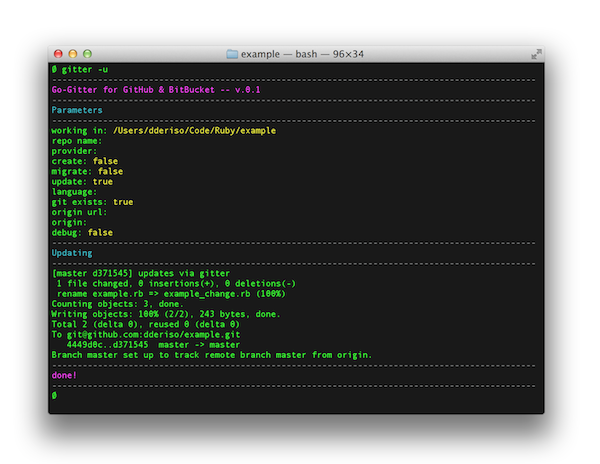 example — bash — 96×34
Ø gitter -u
--------------------------------------------------------------------------------
Go-Gitter for GitHub & BitBucket -- v.0.1
--------------------------------------------------------------------------------
Parameters
--------------------------------------------------------------------------------
working in: /Users/dderiso/Code/Ruby/example
repo name:
provider:
create: false
migrate: false
update: true
language:
git exists: true
origin url:
origin:
debug: false
--------------------------------------------------------------------------------
Updating
--------------------------------------------------------------------------------
[master d371545] updates via gitter
 1 file changed, 0 insertions(+), 0 deletions(-)
 rename example.rb => example_change.rb (100%)
Counting objects: 3, done.
Writing objects: 100% (2/2), 243 bytes, done.
Total 2 (delta 0), reused 0 (delta 0)
To git@github.com:dderiso/example.git
   4449d0c..d371545  master -> master
Branch master set up to track remote branch master from origin.
--------------------------------------------------------------------------------
done!
--------------------------------------------------------------------------------
Ø